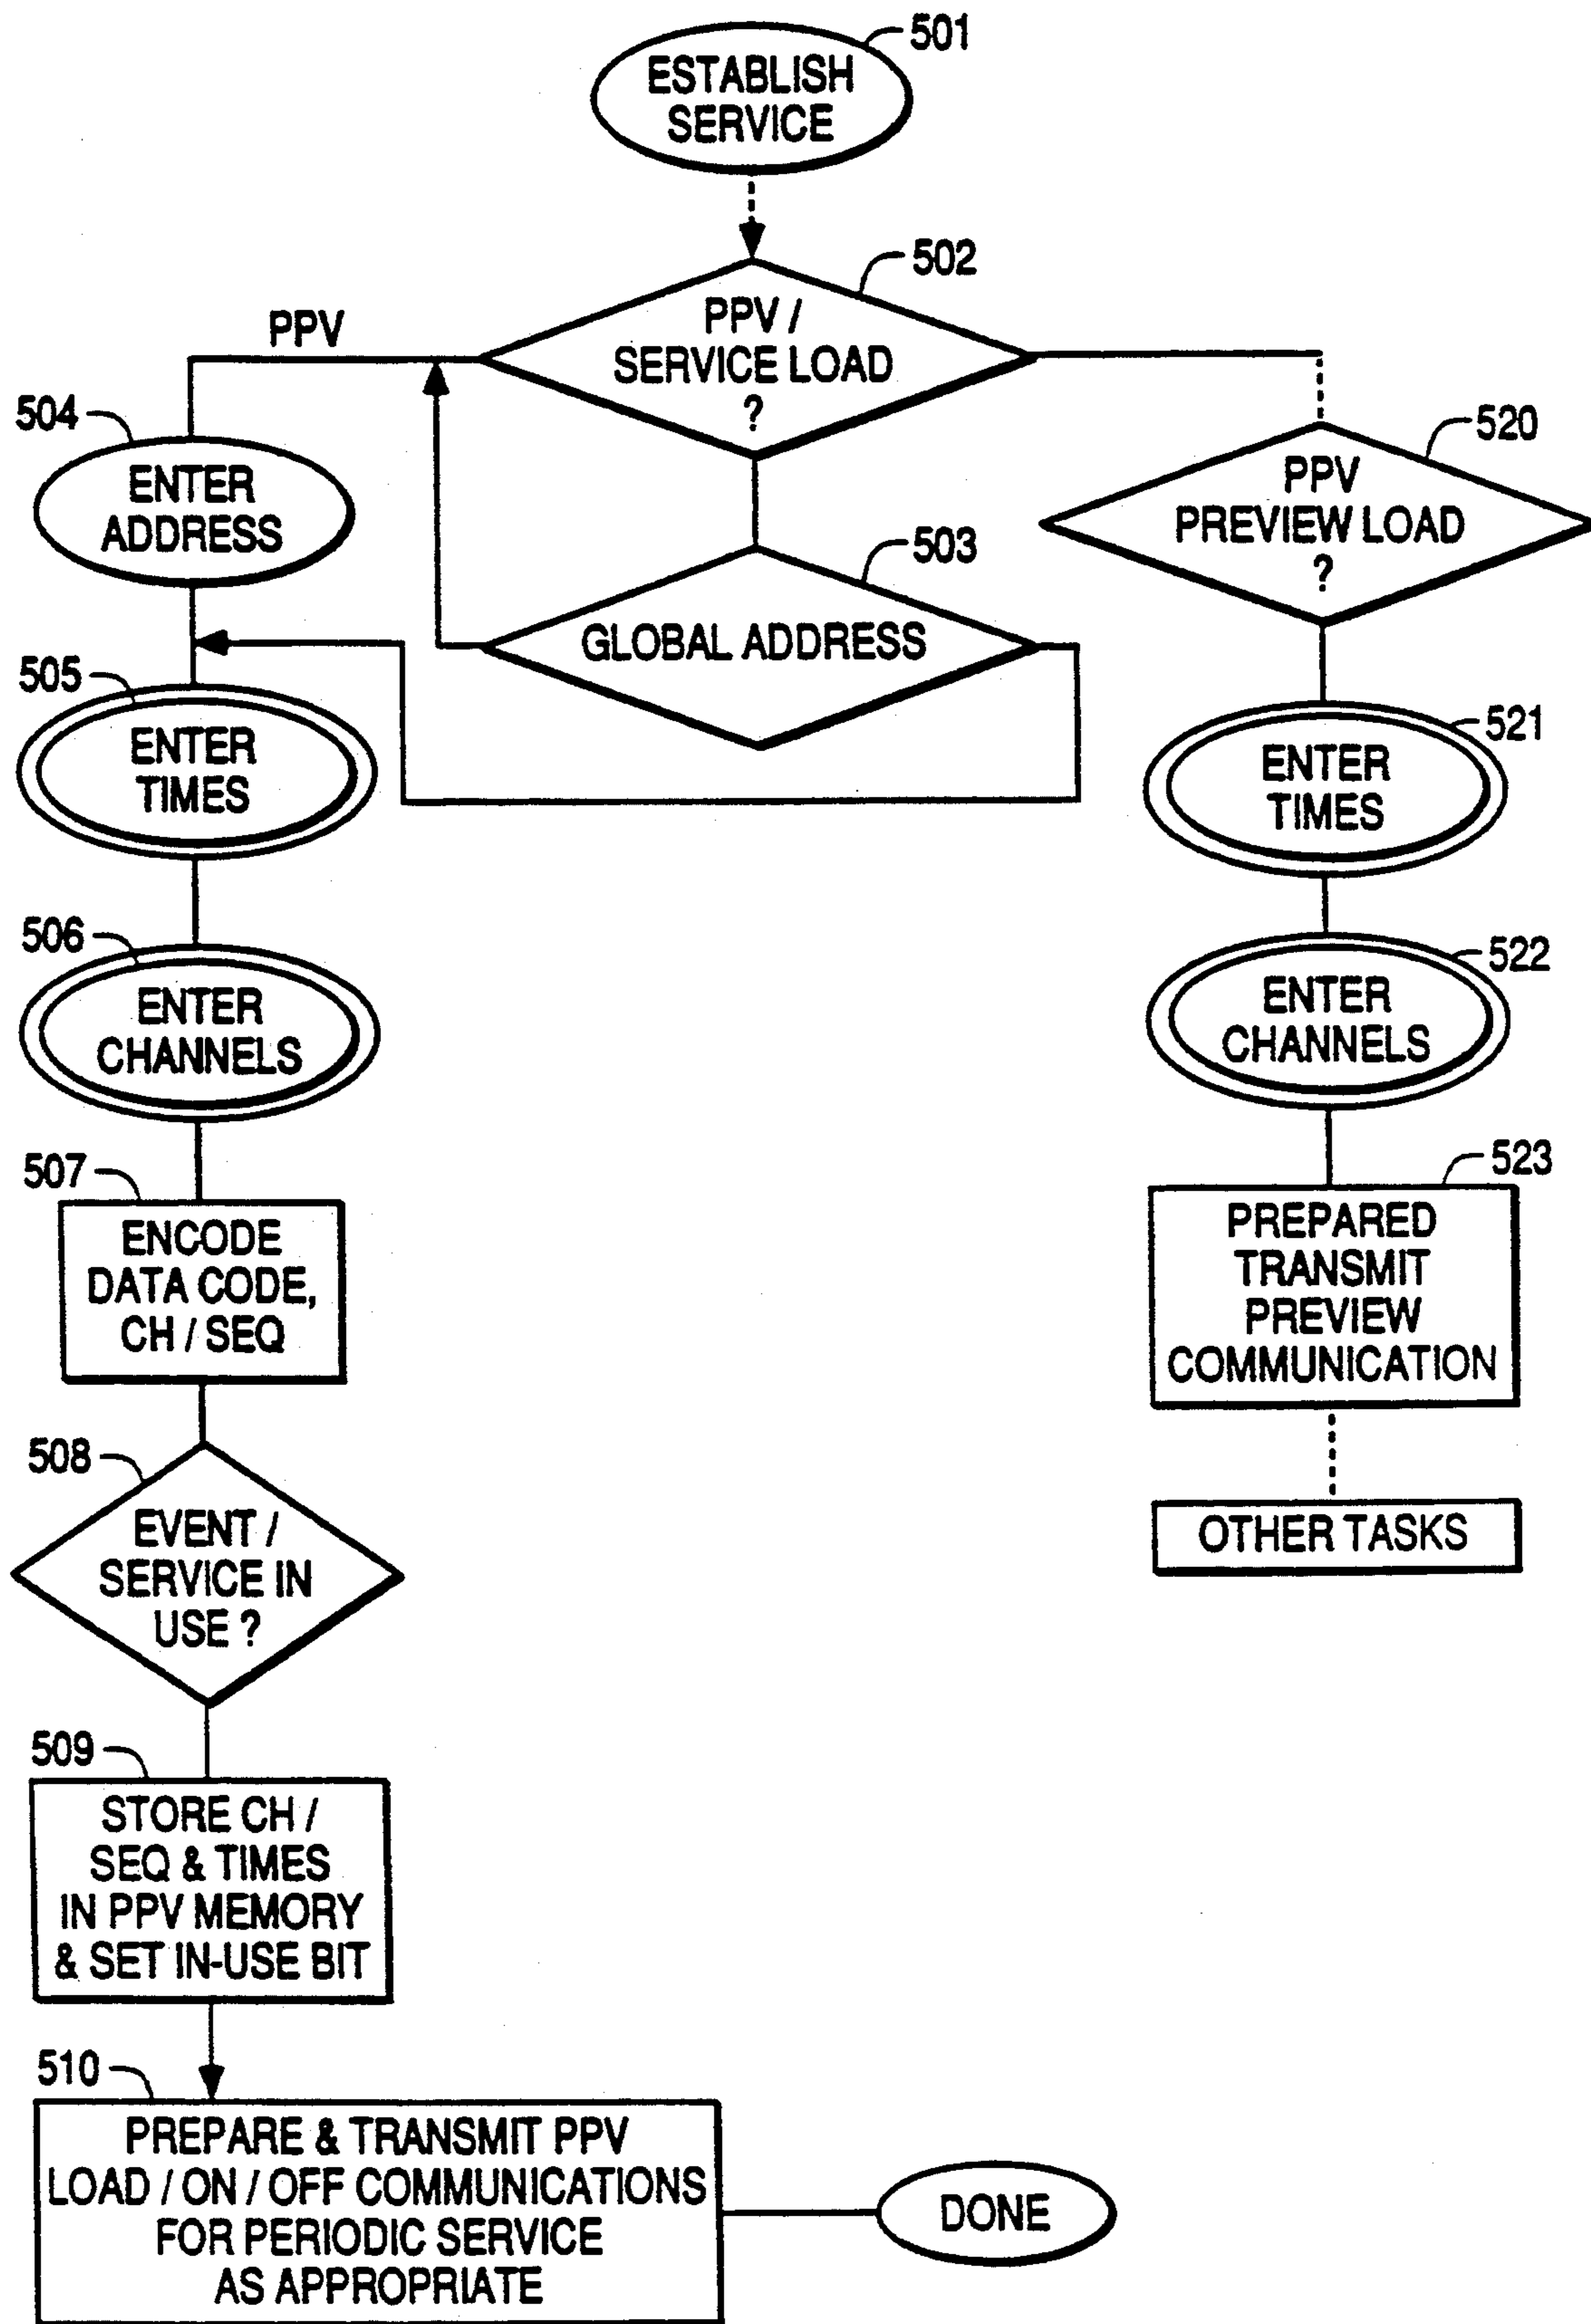 501
ESTABLISH
SERVICE
502
PPV /
SERVICE LOAD
?
PPV
504
ENTER
ADDRESS
503
GLOBAL ADDRESS
520
PPV
PREVIEW LOAD
?
505
ENTER
TIMES
521
ENTER
TIMES
506
ENTER
CHANNELS
522
ENTER
CHANNELS
507
ENCODE
DATA CODE,
CH / SEQ
523
PREPARED
TRANSMIT
PREVIEW
COMMUNICATION
508
EVENT /
SERVICE IN
USE ?
OTHER TASKS
509
STORE CH /
SEQ & TIMES
IN PPV MEMORY
& SET IN-USE BIT
510
PREPARE & TRANSMIT PPV
LOAD / ON / OFF COMMUNICATIONS
FOR PERIODIC SERVICE
AS APPROPRIATE
DONE